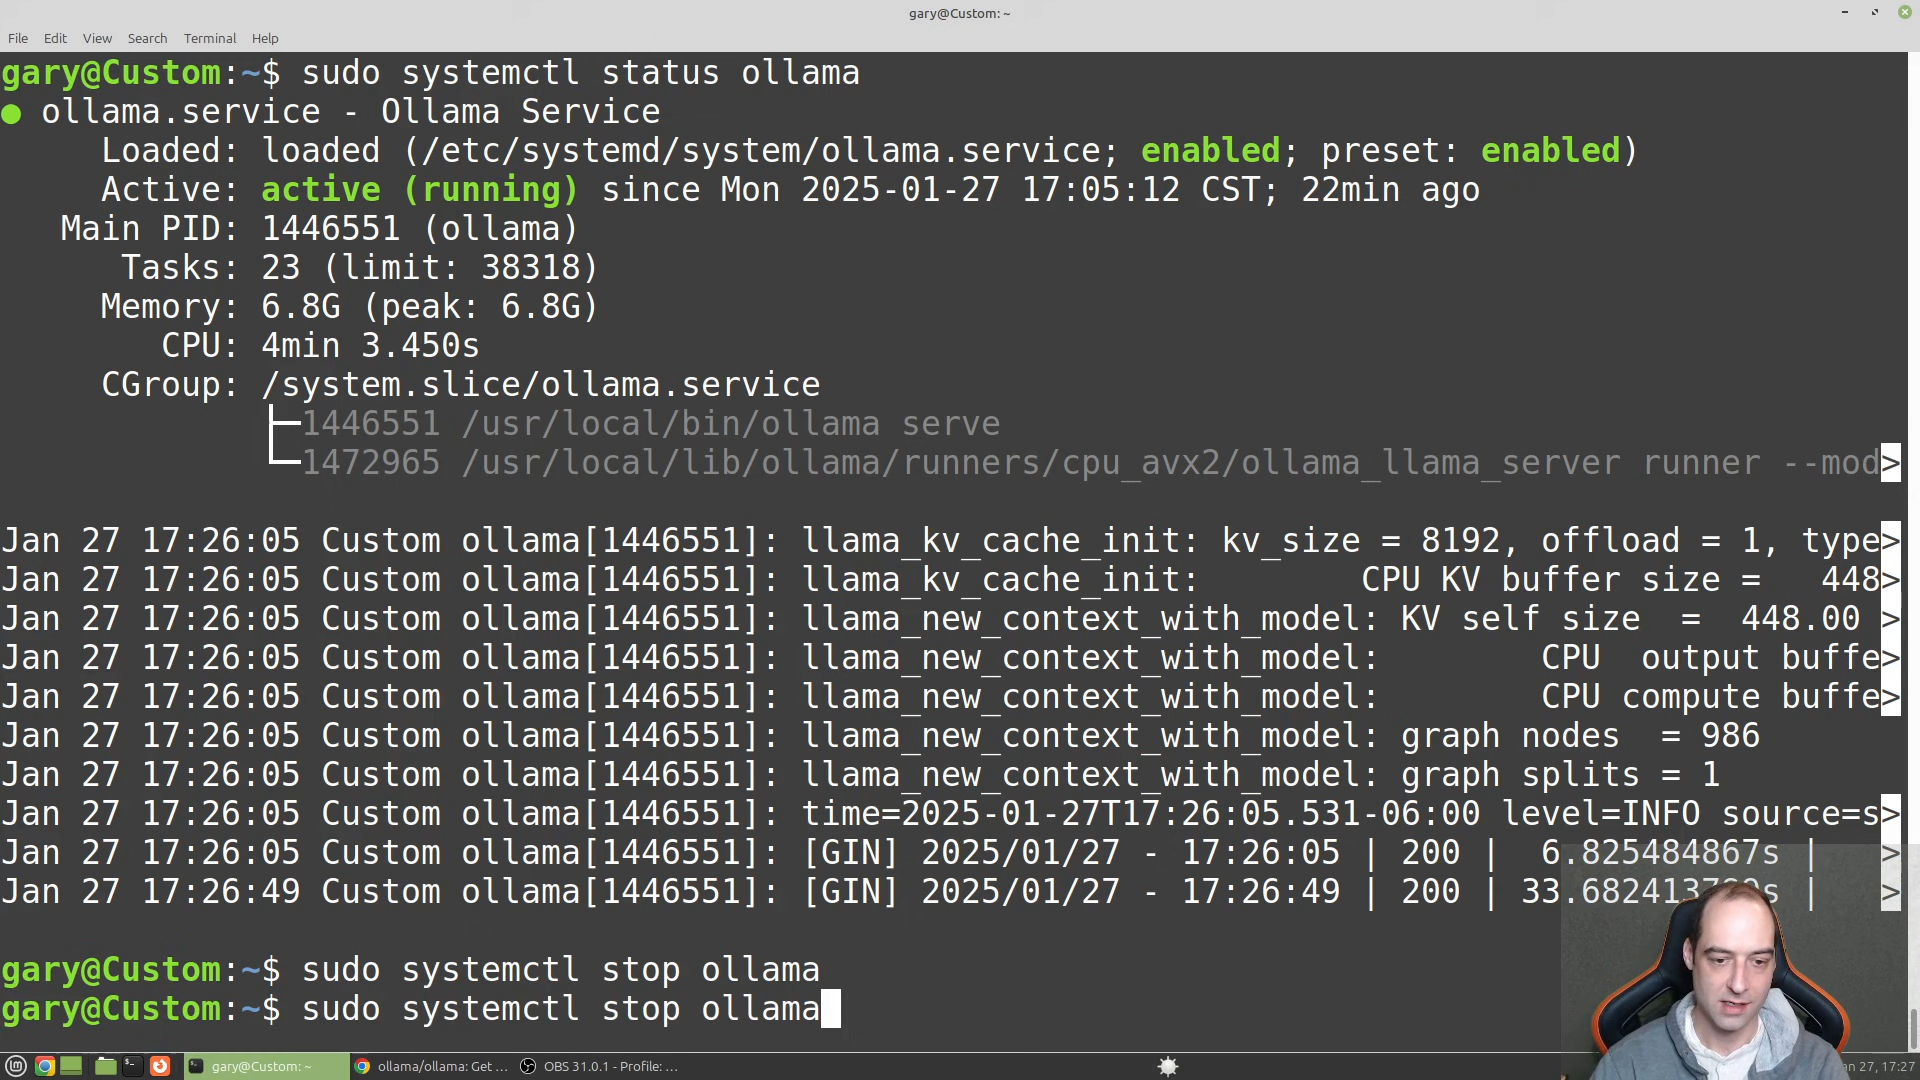 gary@Custom: ~
File Edit View Search Terminal Help
gary@Custom:~$ sudo systemctl status ollama
● ollama.service - Ollama Service
Loaded: loaded (/etc/systemd/system/ollama.service; enabled; preset: enabled)
Active: active (running) since Mon 2025-01-27 17:05:12 CST; 22min ago
Main PID: 1446551 (ollama)
Tasks: 23 (limit: 38318)
Memory: 6.8G (peak: 6.8G)
CPU: 4min 3.450s
CGroup: /system.slice/ollama.service
├─1446551 /usr/local/bin/ollama serve
└─1472965 /usr/local/lib/ollama/runners/cpu_avx2/ollama_llama_server runner --mod>
Jan 27 17:26:05 Custom ollama[1446551]: llama_kv_cache_init: kv_size = 8192, offload = 1, type>
Jan 27 17:26:05 Custom ollama[1446551]: llama_kv_cache_init: CPU KV buffer size = 448>
Jan 27 17:26:05 Custom ollama[1446551]: llama_new_context_with_model: KV self size = 448.00 >
Jan 27 17:26:05 Custom ollama[1446551]: llama_new_context_with_model: CPU output buffe>
Jan 27 17:26:05 Custom ollama[1446551]: llama_new_context_with_model: CPU compute buffe>
Jan 27 17:26:05 Custom ollama[1446551]: llama_new_context_with_model: graph nodes = 986
Jan 27 17:26:05 Custom ollama[1446551]: llama_new_context_with_model: graph splits = 1
Jan 27 17:26:05 Custom ollama[1446551]: time=2025-01-27T17:26:05.531-06:00 level=INFO source=s>
Jan 27 17:26:05 Custom ollama[1446551]: [GIN] 2025/01/27 - 17:26:05 | 200 | 6.825484867s | >
Jan 27 17:26:49 Custom ollama[1446551]: [GIN] 2025/01/27 - 17:26:49 | 200 | >
gary@Custom:~$ sudo systemctl stop ollama
gary@Custom:~$ sudo systemctl stop ollama
gary@Custom: ~ ollama/ollama: Get ... OBS 31.0.1 - Profile: ... 27, 17:27